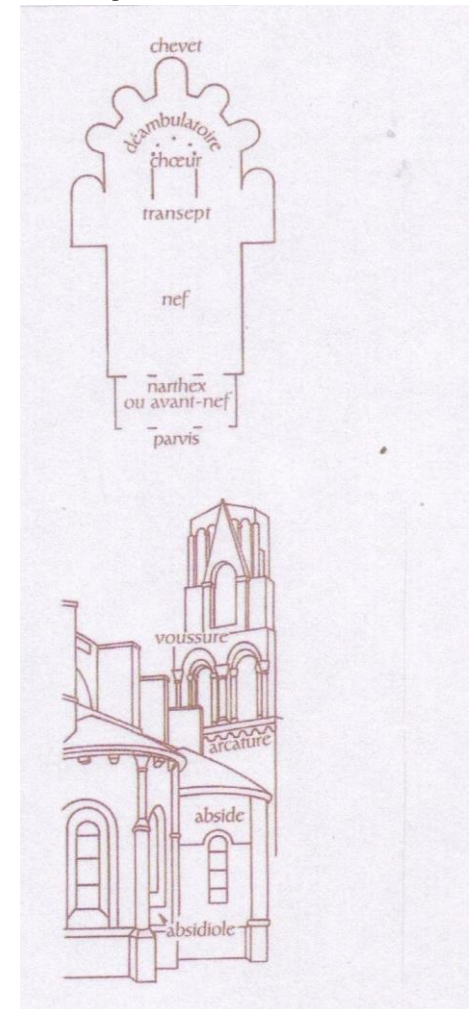 chevet
déambulatoire
chœur
transept
nef
narthex
ou avant-nef
parvis
voussure
arcature
abside
absidiole